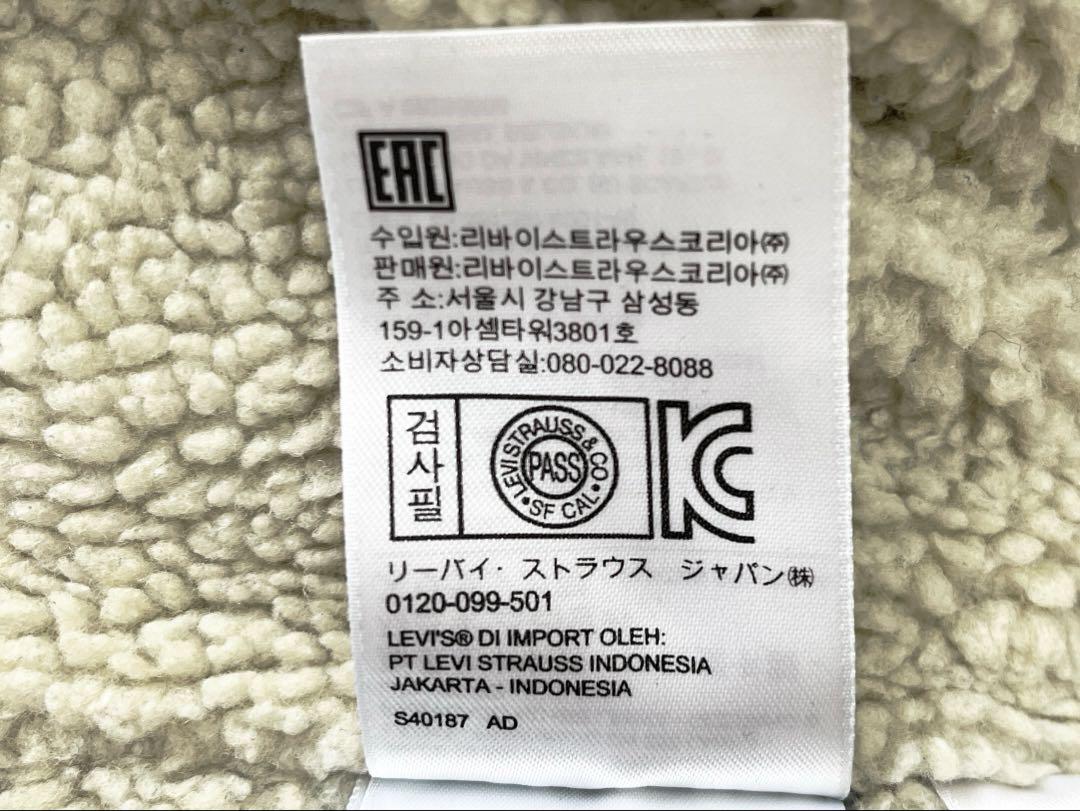 EAC
수입원:리바이스트라우스코리아㈜
판매원:리바이스트라우스코리아㈜
주 소:서울시 강남구 삼성동
159-1아셈타워3801호
소비자상담실:080-022-8088
검사필
LEVI STRAUSS & CO
PASS
• SF CAL •
KC
リーバイ・ストラウス ジャパン㈱
0120-099-501
LEVI'S® DI IMPORT OLEH:
PT LEVI STRAUSS INDONESIA
JAKARTA - INDONESIA
S40187 AD